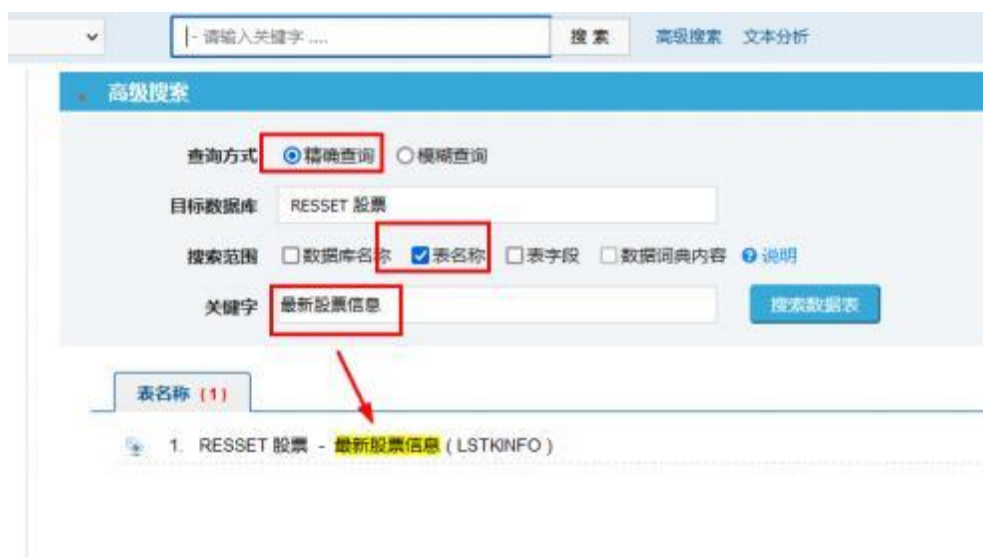 - 请输入关键字 .... 搜 索 高级搜索 文本分析
高级搜索
查询方式 精确查询 模糊查询
目标数据库 RESSET 股票
搜索范围 数据库名称 表名称 表字段 数据词典内容 ? 说明
关键字 最新股票信息 搜索数据表
表名称 (1)
1. RESSET 股票 - 最新股票信息 ( LSTKINFO )